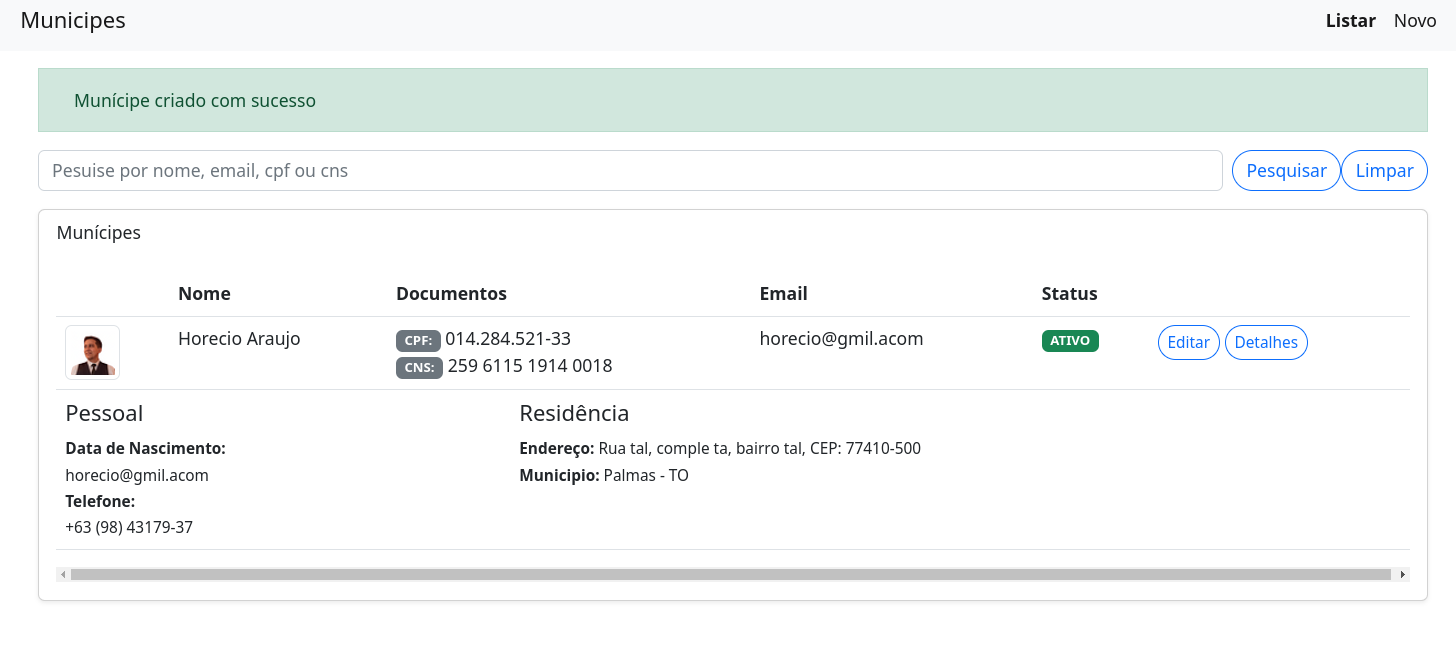 Municipes
Listar Novo
Munícipe criado com sucesso
Pesuise por nome, email, cpf ou cns
Pesquisar Limpar
Munícipes
Nome Documentos Email Status
Horecio Araujo CPF: 014.284.521-33 horecio@gmil.acom ATIVO Editar Detalhes
CNS: 259 6115 1914 0018
Pessoal
Data de Nascimento:
horecio@gmil.acom
Telefone:
+63 (98) 43179-37
Residência
Endereço: Rua tal, comple ta, bairro tal, CEP: 77410-500
Municipio: Palmas - TO